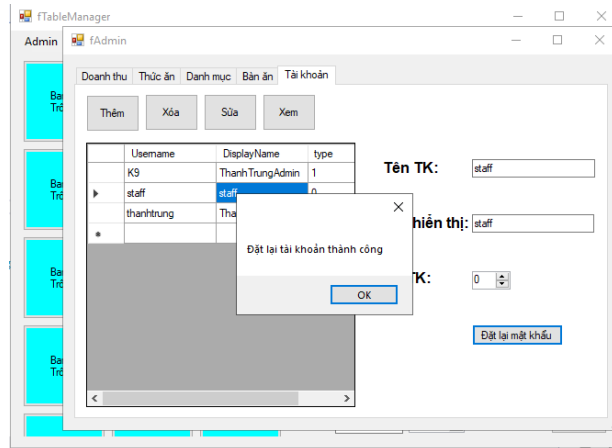 fTableManager
Admin
fAdmin
Doanh thu Thức ăn Danh mục Bàn ăn Tài khoản
Thêm Xóa Sửa Xem
Username DisplayName type
K9 ThanhTrungAdmin 1
staff staff 0
thanhtrung Tha
Tên TK: staff
hiển thị: staff
TK: 0
Đặt lại mật khẩu
Đặt lại tài khoản thành công
OK